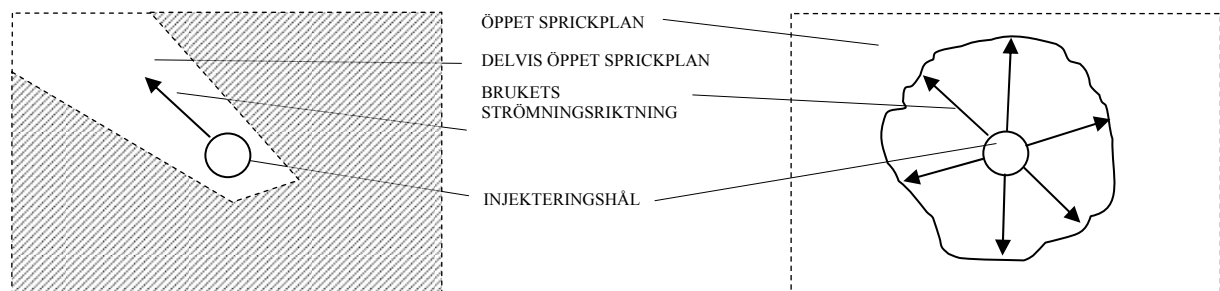 ÖPPET SPRICKPLAN
DELVIS ÖPPET SPRICKPLAN
BRUKETS
STRÖMNINGSRIKTNING
INJEKTERINGSHÅL